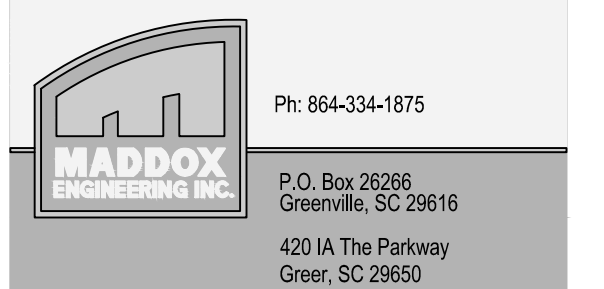 Ph: 864-334-1875
MADDOX
ENGINEERING INC.
P.O. Box 26266
Greenville, SC 29616
420 IA The Parkway
Greer, SC 29650